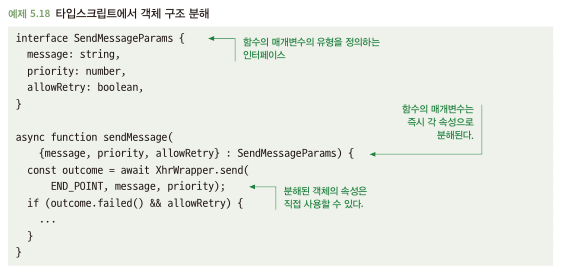 예제 5.18 타입스크립트에서 객체 구조 분해
interface SendMessageParams {
함수의 매개변수의 유형을 정의하는
인터페이스
message: string,
priority: number,
allowRetry: boolean,
}
함수의 매개변수는
즉시 각 속성으로
분해된다.
async function sendMessage(
{message, priority, allowRetry} : SendMessageParams) {
const outcome = await XhrWrapper.send(
END_POINT, message, priority);
분해된 객체의 속성은
직접 사용할 수 있다.
if (outcome.failed() && allowRetry) {
...
}
}